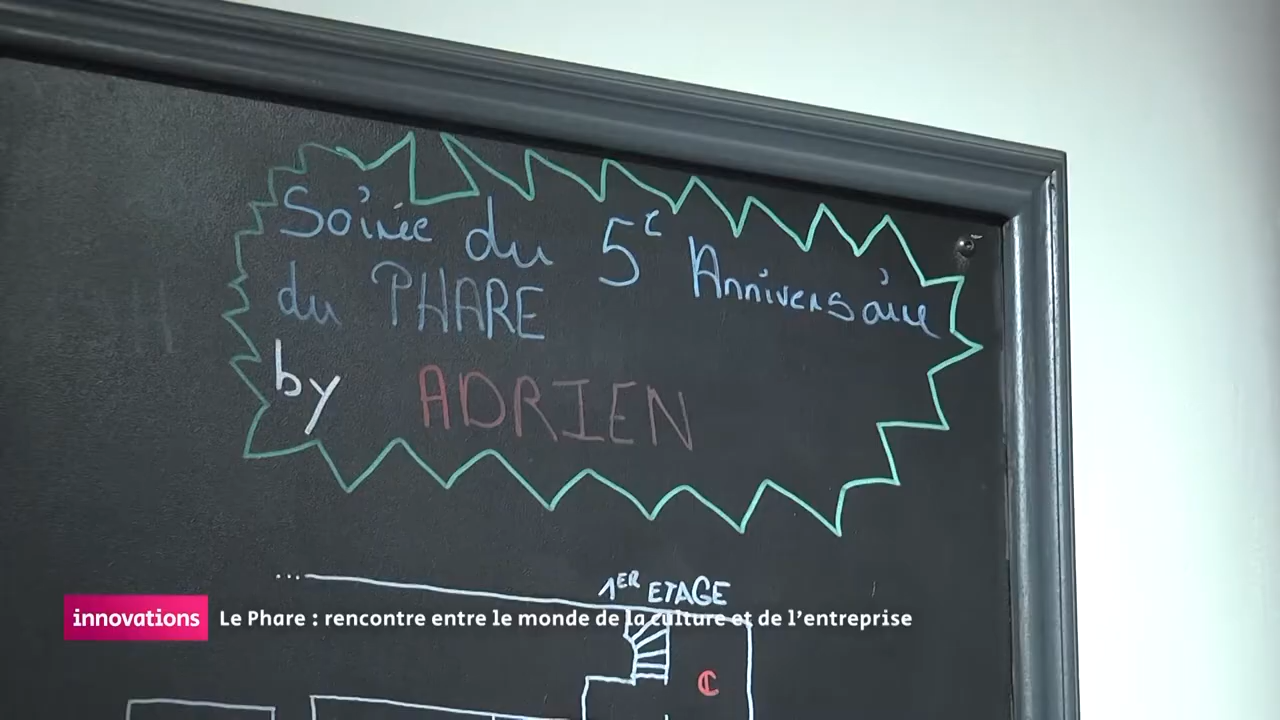 Soirée du 5e Anniversaire
du PHARE
by ADRIEN
... 1ER ETAGE
innovations Le Phare : rencontre entre le monde de la culture et de l'entreprise
C